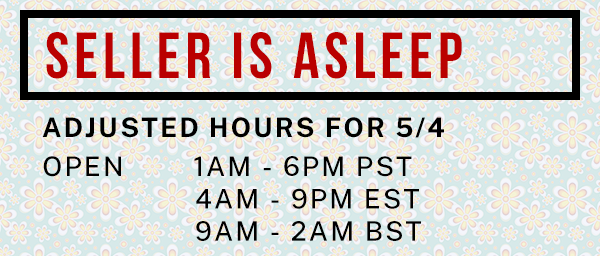 SELLER IS ASLEEP
ADJUSTED HOURS FOR 5/4
OPEN 1AM - 6PM PST
4AM - 9PM EST
9AM - 2AM BST